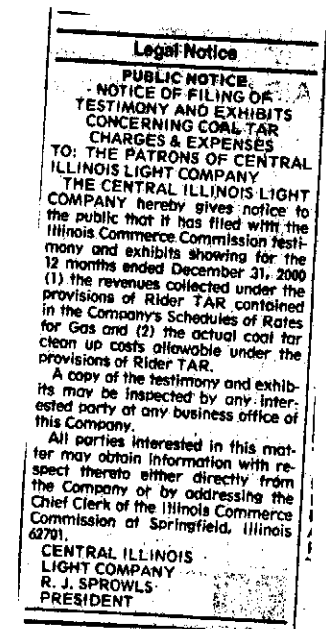 Legal Notice
PUBLIC NOTICE
NOTICE OF FILING OF
TESTIMONY AND EXHIBITS
CONCERNING COAL TAR
CHARGES & EXPENSES
TO: THE PATRONS OF CENTRAL
ILLINOIS LIGHT COMPANY
THE CENTRAL ILLINOIS LIGHT
COMPANY hereby gives notice to
the public that it has filed with the
Illinois Commerce Commission testi-
mony and exhibits showing for the
12 months ended December 31, 2000
(1) the revenues collected under the
provisions of Rider TAR contained
in the Company's Schedules of Rates
for Gas and (2) the actual coal tar
clean up costs allowable under the
provisions of Rider TAR.
A copy of the testimony and exhib-
its may be inspected by any inter-
ested party at any business office of
this Company.
All parties interested in this mat-
ter may obtain information with re-
spect thereto either directly from
the Company or by addressing the
Chief Clerk of the Illinois Commerce
Commission at Springfield, Illinois
62701.
CENTRAL ILLINOIS
LIGHT COMPANY
R. J. SPROWLS
PRESIDENT